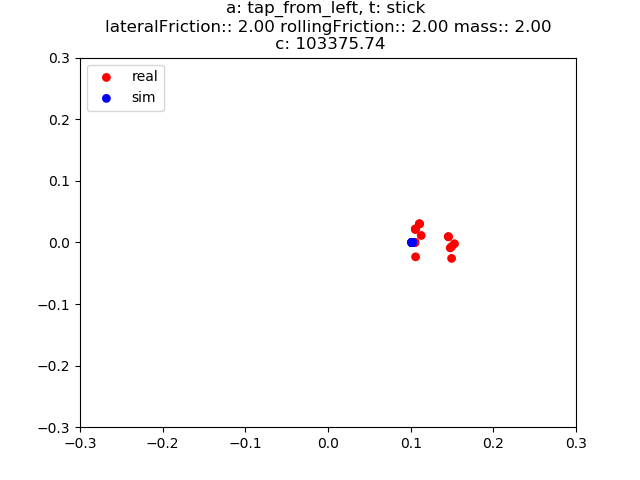 a: tap_from_left, t: stick
lateralFriction:: 2.00 rollingFriction:: 2.00 mass:: 2.00
c: 103375.74
real
sim
0.3
0.2
0.1
0.0
−0.1
−0.2
−0.3
−0.3 −0.2 −0.1 0.0 0.1 0.2 0.3